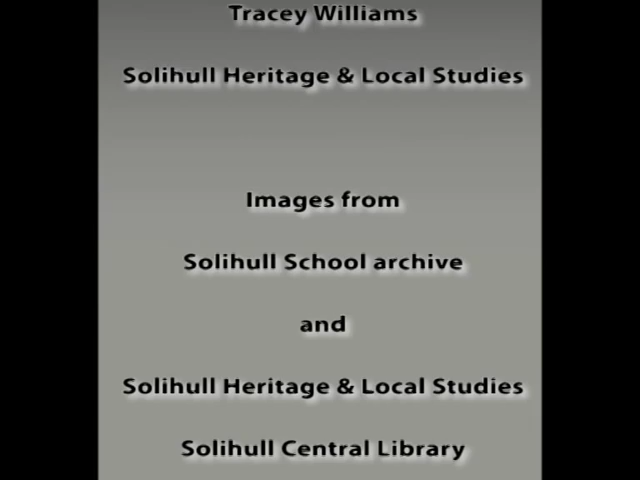 Tracey Williams
Solihull Heritage & Local Studies
Images from
Solihull School archive
and
Solihull Heritage & Local Studies
Solihull Central Library